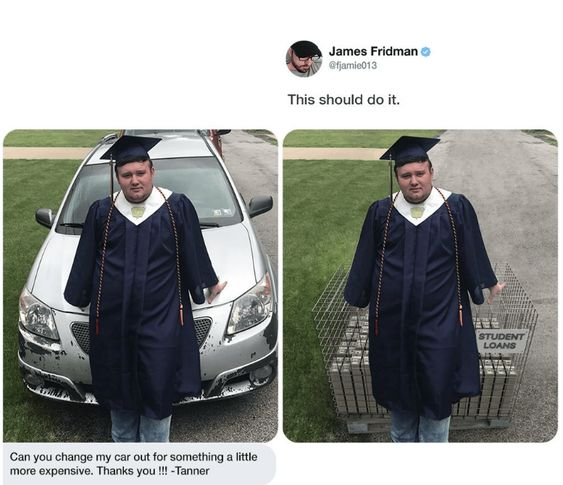 James Fridman
@fjamie013
This should do it.
STUDENT
LOANS
Can you change my car out for something a little
more expensive. Thanks you !!! -Tanner